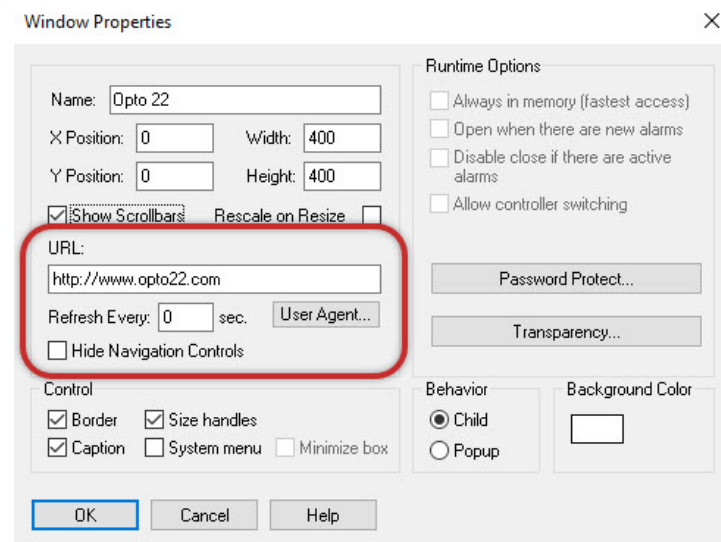 Window Properties
Runtime Options
Name: Opto 22
Always in memory (fastest access)
X Position: 0 Width: 400
Open when there are new alarms
Y Position: 0 Height: 400
Disable close if there are active
alarms
Show Scrollbars Rescale on Resize
Allow controller switching
URL:
http://www.opto22.com
Password Protect...
Refresh Every: 0 sec. User Agent...
Transparency...
Hide Navigation Controls
Control
Border Size handles
Caption System menu Minimize box
Behavior
Child
Popup
Background Color
OK Cancel Help